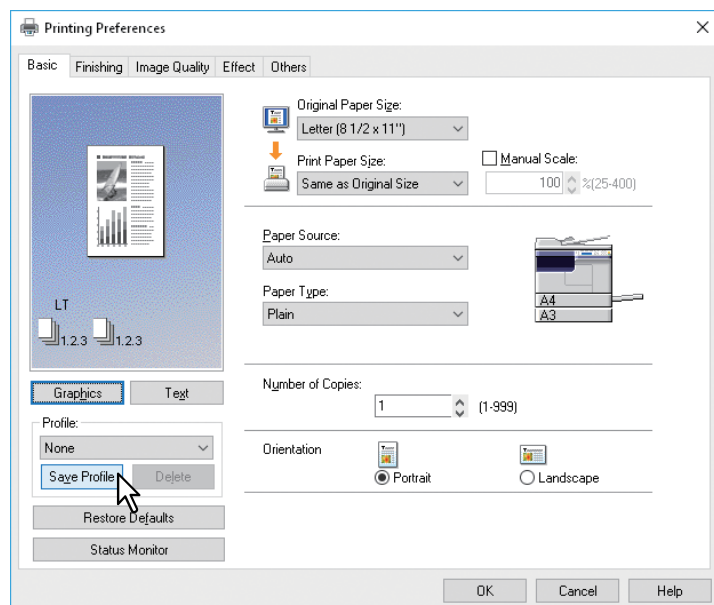 Printing Preferences
Basic Finishing Image Quality Effect Others
LT
1.2.3 1.2.3
Graphics Text
Profile:
None
Save Profile Delete
Restore Defaults
Status Monitor
Original Paper Size:
Letter (8 1/2 x 11")
Print Paper Size:
Same as Original Size
Manual Scale:
100 %(25-400)
Paper Source:
Auto
Paper Type:
Plain
A4
A3
Number of Copies:
1 (1-999)
Orientation
Portrait Landscape
OK Cancel Help